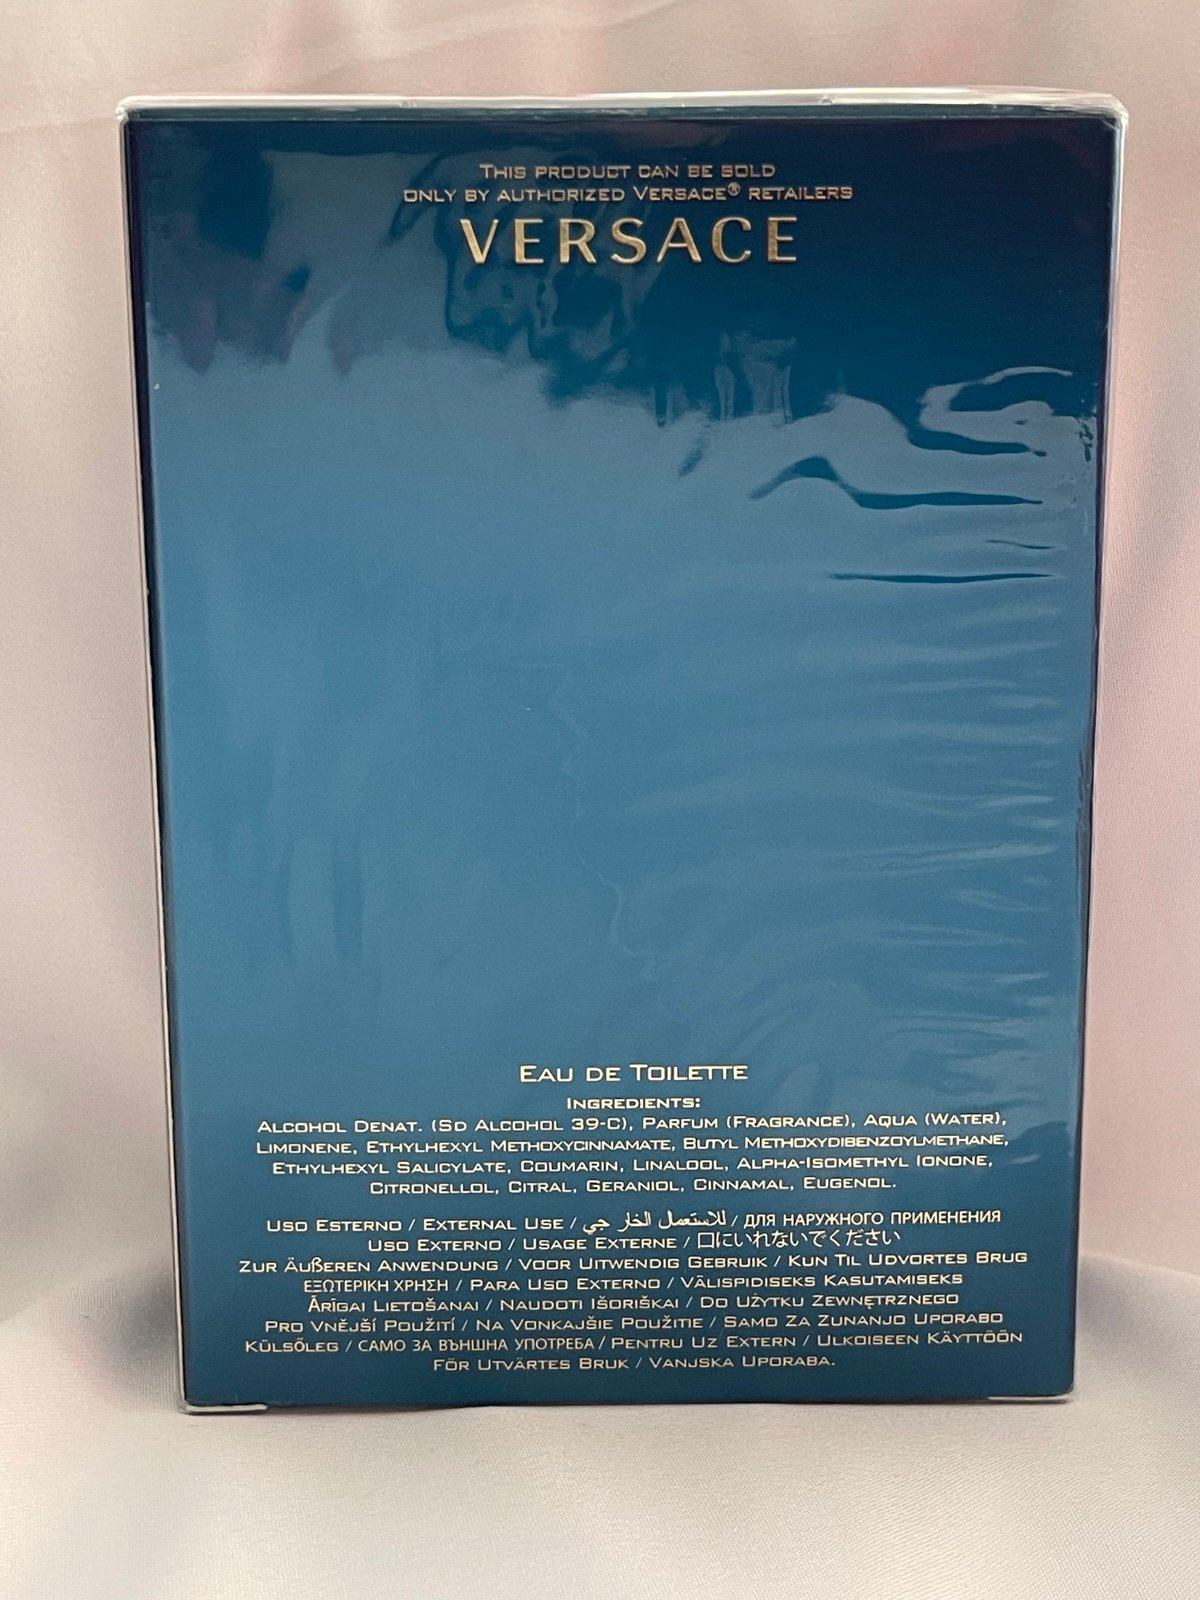 THIS PRODUCT CAN BE SOLD
ONLY BY AUTHORIZED VERSACE® RETAILERS
VERSACE
EAU DE TOILETTE
INGREDIENTS:
ALCOHOL DENAT. (SD ALCOHOL 39-C), PARFUM (FRAGRANCE), AQUA (WATER),
LIMONENE, ETHYLHEXYL METHOXYCINNAMATE, BUTYL METHOXYDIBENZOYLMETHANE,
ETHYLHEXYL SALICYLATE, COUMARIN, LINALOOL, ALPHA-ISOMETHYL IONONE,
CITRONELLOL, CITRAL, GERANIOL, CINNAMAL, EUGENOL.
USO ESTERNO / EXTERNAL USE / للاستعمل الخار جي / ДЛЯ НАРУЖНОГО ПРИМЕНЕНИЯ
USO EXTERNO / USAGE EXTERNE / 口にいれないでください
ZUR ÄUßEREN ANWENDUNG / VOOR UITWENDIG GEBRUIK / KUN TIL UDVORTES BRUG
ΕΞΩΤΕΡΙΚΗ ΧΡΗΣΗ / PARA USO EXTERNO / VÄLISPIDISEKS KASUTAMISEKS
ĀRĪGAI LIETOŠANAI / NAUDOTI IŠORIŠKAI / DO UŻYTKU ZEWNĘTRZNEGO
PRO VNĚJŠÍ POUŽITÍ / NA VONKAJŠIE POUŽITIE / SAMO ZA ZUNANJO UPORABO
KÜLSŐLEG / САМО ЗА ВЪНШНА УПОТРЕБА / PENTRU UZ EXTERN / ULKOISEEN KÄYTTÖÖN
FÖR UTVÄRTES BRUK / VANJSKA UPORABA.